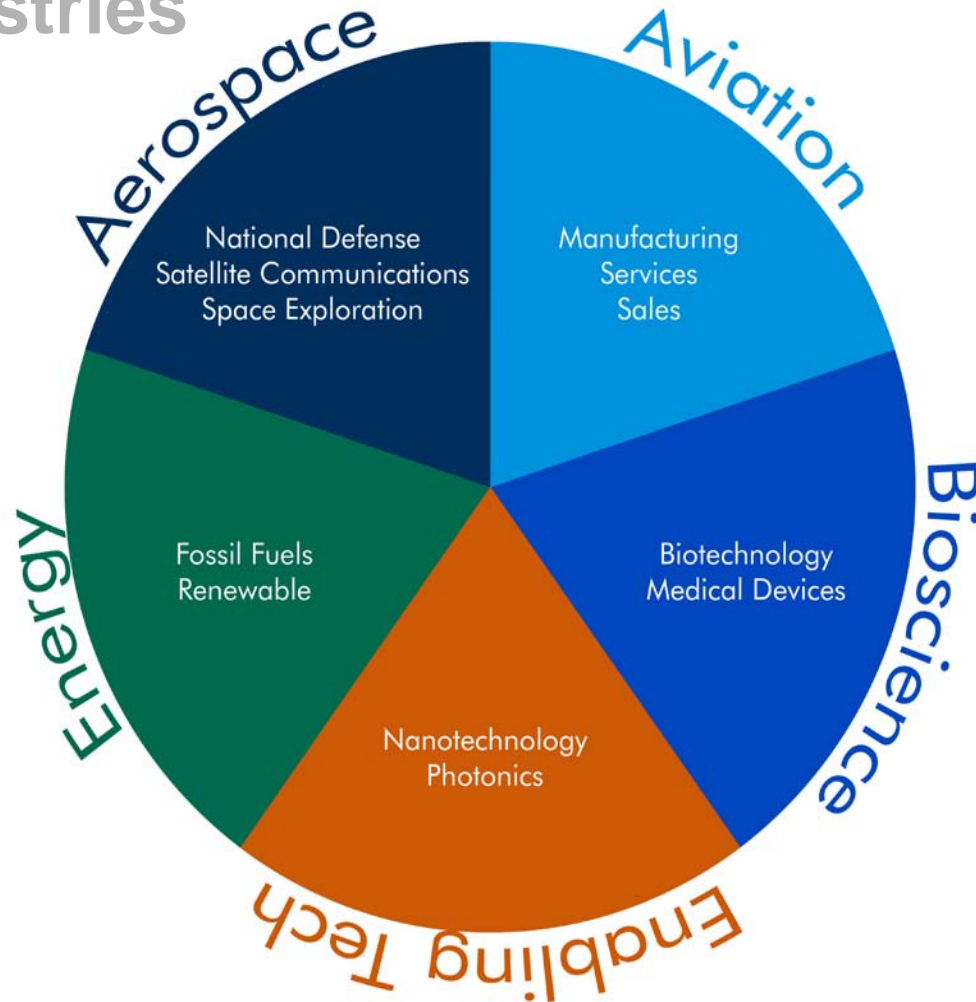 stries
Aerospace
National Defense
Satellite Communications
Space Exploration
Aviation
Manufacturing
Services
Sales
Bioscience
Biotechnology
Medical Devices
Enabling Tech
Nanotechnology
Photonics
Energy
Fossil Fuels
Renewable